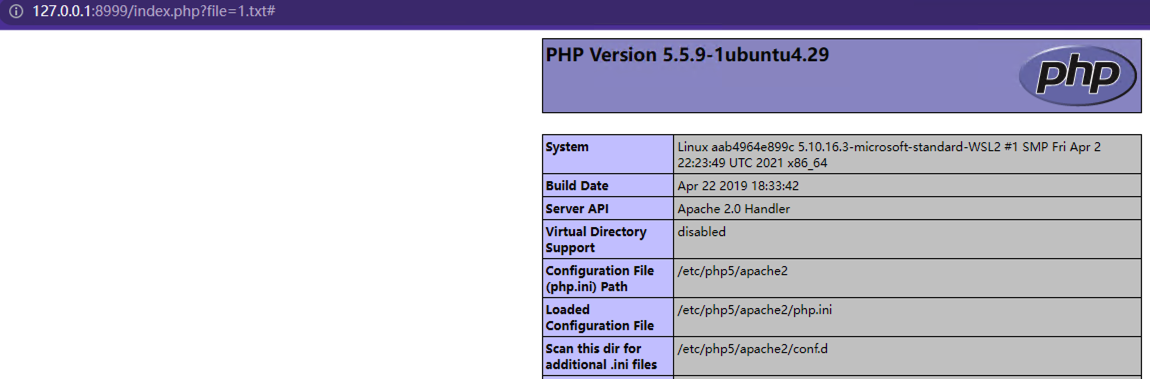 127.0.0.1:8999/index.php?file=1.txt#
PHP Version 5.5.9-1ubuntu4.29
php
System
Linux aab4964e899c 5.10.16.3-microsoft-standard-WSL2 #1 SMP Fri Apr 2
22:23:49 UTC 2021 x86_64
Build Date
Apr 22 2019 18:33:42
Server API
Apache 2.0 Handler
Virtual Directory
Support
disabled
Configuration File
(php.ini) Path
/etc/php5/apache2
Loaded
Configuration File
/etc/php5/apache2/php.ini
Scan this dir for
additional .ini files
/etc/php5/apache2/conf.d